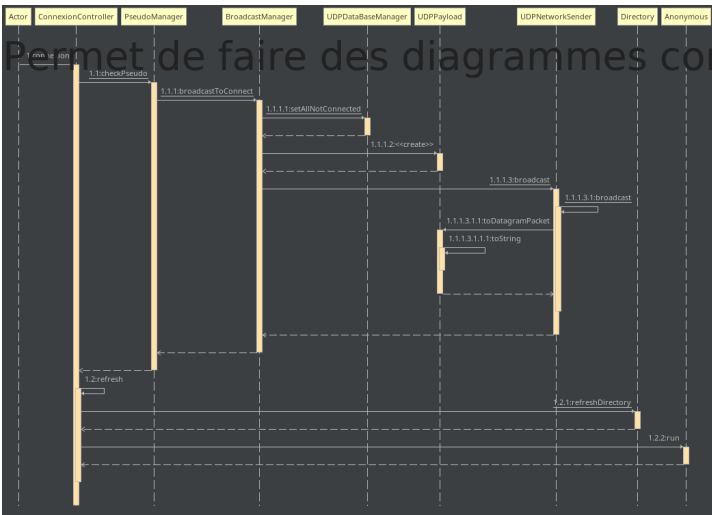 Actor ConnexionController PseudoManager BroadcastManager UDPDataBaseManager UDPPayload UDPNetworkSender Directory Anonymous
Permet de faire des diagrammes
1.1:checkPseudo
1.1.1:broadcastToConnect
1.1.1.1:setAllNotConnected
1.1.1.2:<<create>>
1.1.1.3:broadcast
1.1.1.3.1:broadcast
1.1.1.3.1.1:toDatagramPacket
1.1.1.3.1.1.1:toString
1.2:refresh
1.2.1:refreshDirectory
1.2.2:run